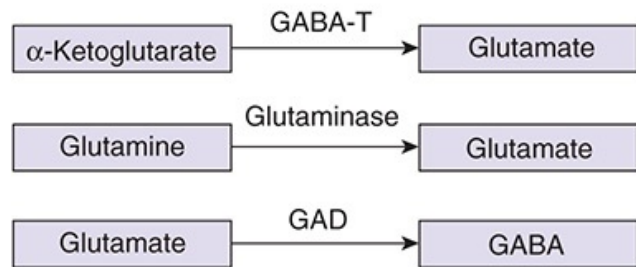 GABA-T
α-Ketoglutarate
Glutamate
Glutaminase
Glutamine
Glutamate
GAD
Glutamate
GABA